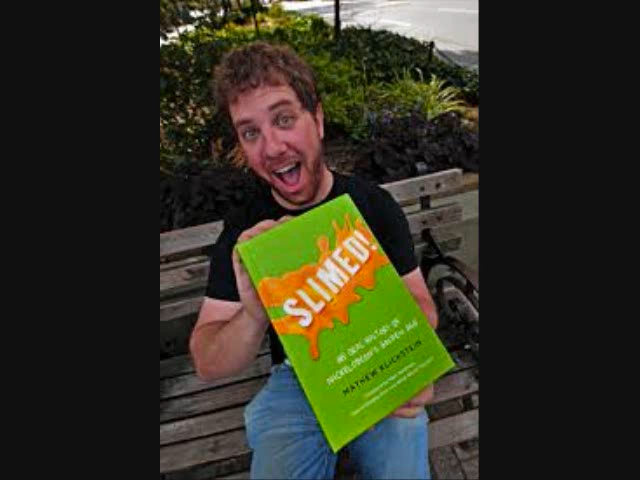 SLIMED!
AN ORAL HISTORY OF
NICKELODEON'S GOLDEN AGE
MATHEW KLICKSTEIN